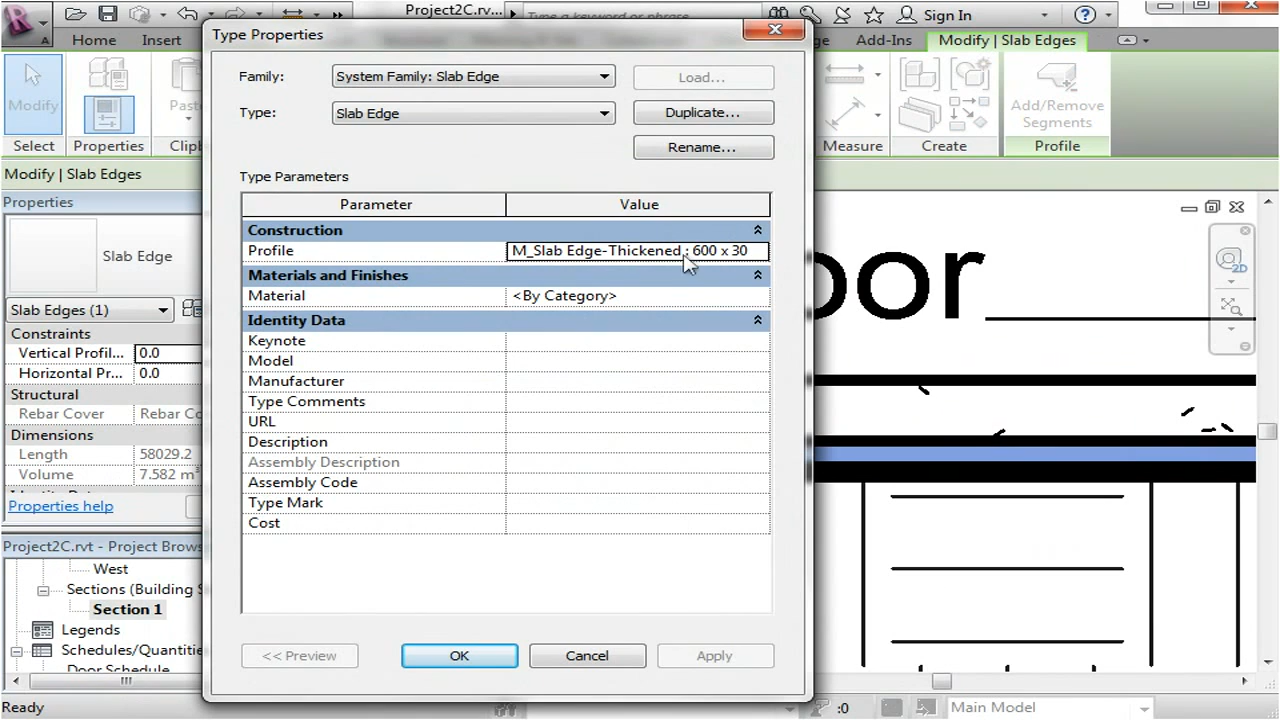 Project2C.rv...
Type a keyword or phrase
Sign In
Type Properties
Home
Insert
Add-Ins
Modify | Slab Edges
Modify
Paste
Select
Properties
Measure
Create
Add/Remove
Segments
Profile
Modify | Slab Edges
Properties
Slab Edge
Slab Edges (1)
Constraints
Vertical Profil...
0.0
Horizontal Pr...
0.0
Structural
Rebar Cover
Rebar Co
Dimensions
Length
58029.2
Volume
7.582 m³
Properties help
Project2C.rvt - Project Brows
West
Sections (Building S
Section 1
Legends
Schedules/Quantitie
Door Schedule
Ready
Family:
System Family: Slab Edge
Load...
Type:
Slab Edge
Duplicate...
Rename...
Type Parameters
Parameter
Value
Construction
Profile
M_Slab Edge-Thickened : 600 x 30
Materials and Finishes
Material
<By Category>
Identity Data
Keynote
Model
Manufacturer
Type Comments
URL
Description
Assembly Description
Assembly Code
Type Mark
Cost
<< Preview
OK
Cancel
Apply
oor
2D
:0
Main Model